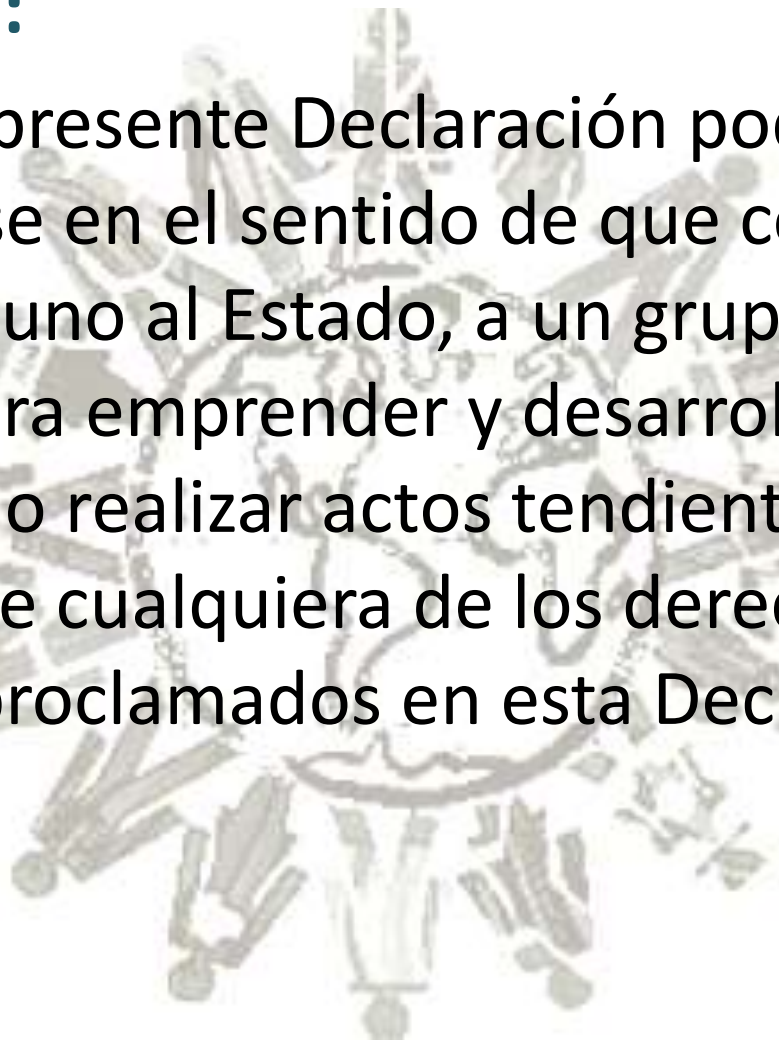 :
presente Declaración pod
se en el sentido de que co
uno al Estado, a un grup
ra emprender y desarrol
o realizar actos tendient
e cualquiera de los derec
proclamados en esta Dec